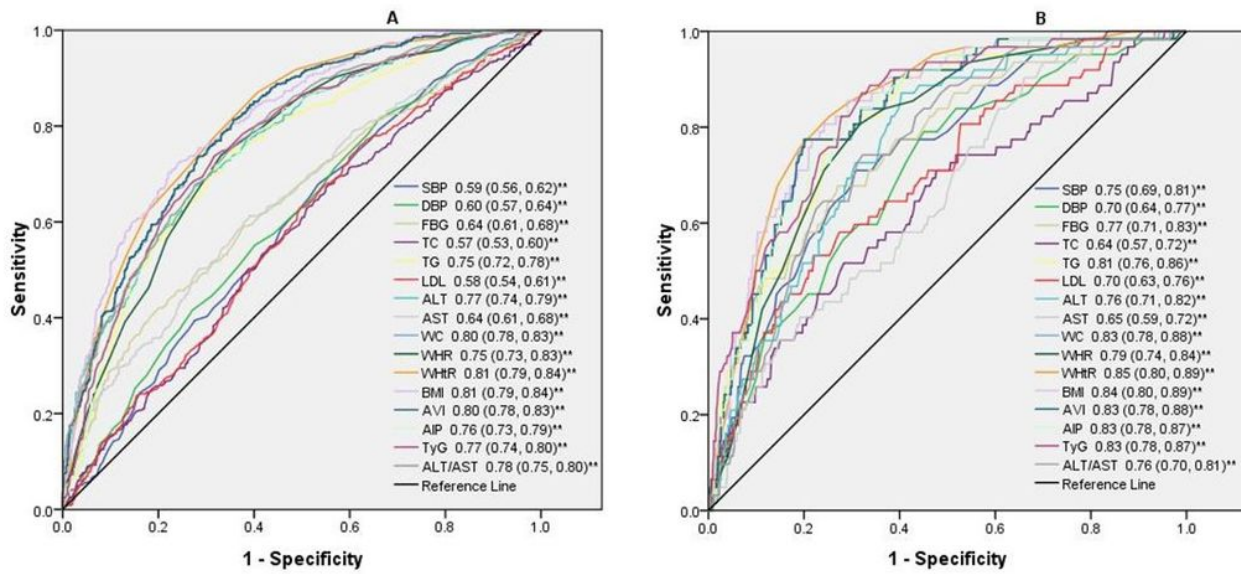 A
1.0
0.8
0.6
0.4
0.2
0.0
Sensitivity
SBP 0.59 (0.56, 0.62)**
DBP 0.60 (0.57, 0.64)**
FBG 0.64 (0.61, 0.68)**
TC 0.57 (0.53, 0.60)**
TG 0.75 (0.72, 0.78)**
LDL 0.58 (0.54, 0.61)**
ALT 0.77 (0.74, 0.79)**
AST 0.64 (0.61, 0.68)**
WC 0.80 (0.78, 0.83)**
WHR 0.75 (0.73, 0.83)**
WHtR 0.81 (0.79, 0.84)**
BMI 0.81 (0.79, 0.84)**
AVI 0.80 (0.78, 0.83)**
AIP 0.76 (0.73, 0.79)**
TyG 0.77 (0.74, 0.80)**
ALT/AST 0.78 (0.75, 0.80)**
Reference Line
0.0 0.2 0.4 0.6 0.8 1.0
1 - Specificity
B
1.0
0.8
0.6
0.4
0.2
0.0
Sensitivity
SBP 0.75 (0.69, 0.81)**
DBP 0.70 (0.64, 0.77)**
FBG 0.77 (0.71, 0.83)**
TC 0.64 (0.57, 0.72)**
TG 0.81 (0.76, 0.86)**
LDL 0.70 (0.63, 0.76)**
ALT 0.76 (0.71, 0.82)**
AST 0.65 (0.59, 0.72)**
WC 0.83 (0.78, 0.88)**
WHR 0.79 (0.74, 0.84)**
WHtR 0.85 (0.80, 0.89)**
BMI 0.84 (0.80, 0.89)**
AVI 0.83 (0.78, 0.88)**
AIP 0.83 (0.78, 0.87)**
TyG 0.83 (0.78, 0.87)**
ALT/AST 0.76 (0.70, 0.81)**
Reference Line
0.0 0.2 0.4 0.6 0.8 1.0
1 - Specificity